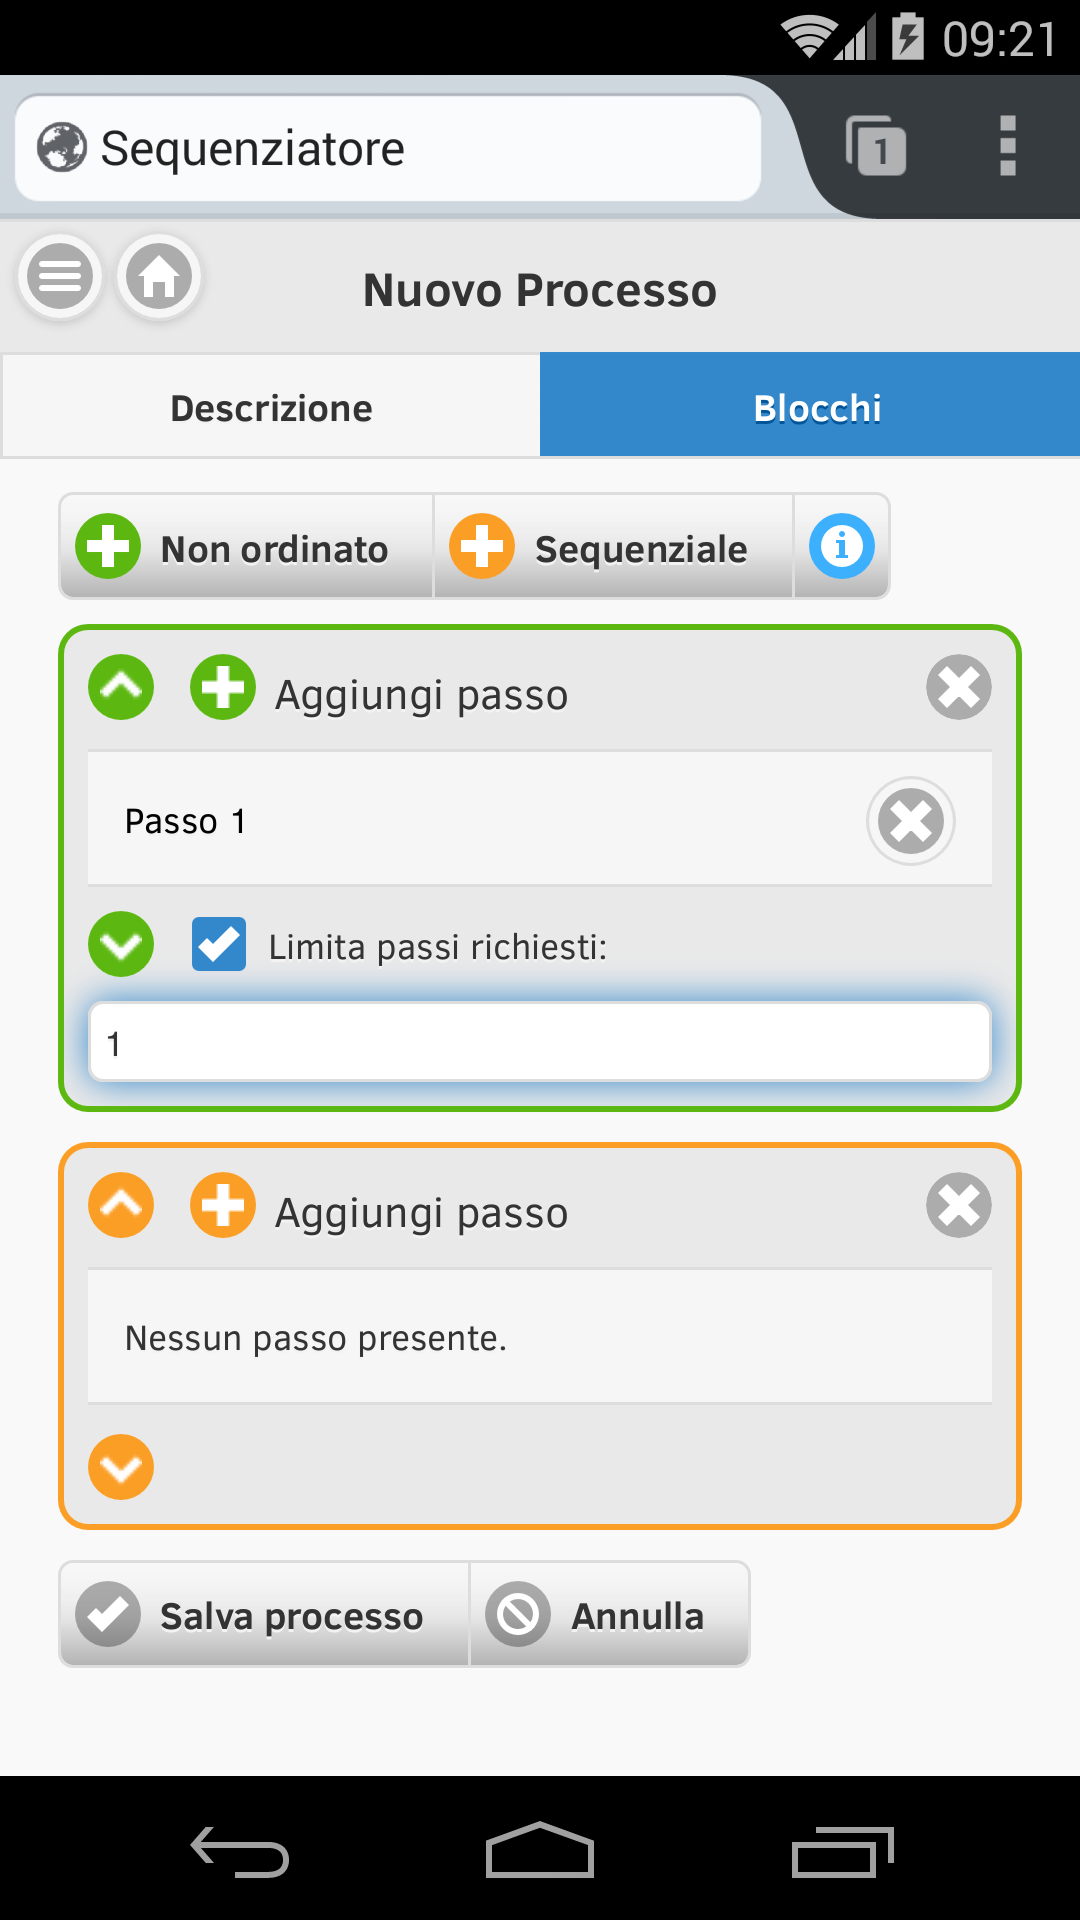 09:21
Sequenziatore
1
Nuovo Processo
Descrizione
Blocchi
Non ordinato
Sequenziale
Aggiungi passo
Passo 1
Limita passi richiesti:
1
Aggiungi passo
Nessun passo presente.
Salva processo
Annulla